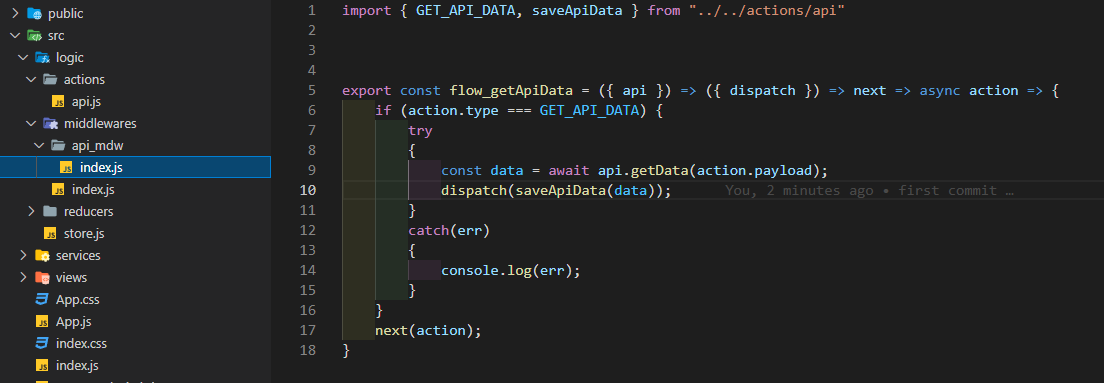 public
src
logic
actions
api.js
middlewares
api_mdw
index.js
index.js
reducers
store.js
services
views
App.css
App.js
index.css
index.js
1 import { GET_API_DATA, saveApiData } from "../../actions/api"
2
3
4
5 export const flow_getApiData = ({ api }) => ({ dispatch }) => next => async action => {
6     if (action.type === GET_API_DATA) {
7         try
8         {
9             const data = await api.getData(action.payload);
10             dispatch(saveApiData(data));     You, 2 minutes ago • first commit …
11         }
12         catch(err)
13         {
14             console.log(err);
15         }
16     }
17     next(action);
18 }